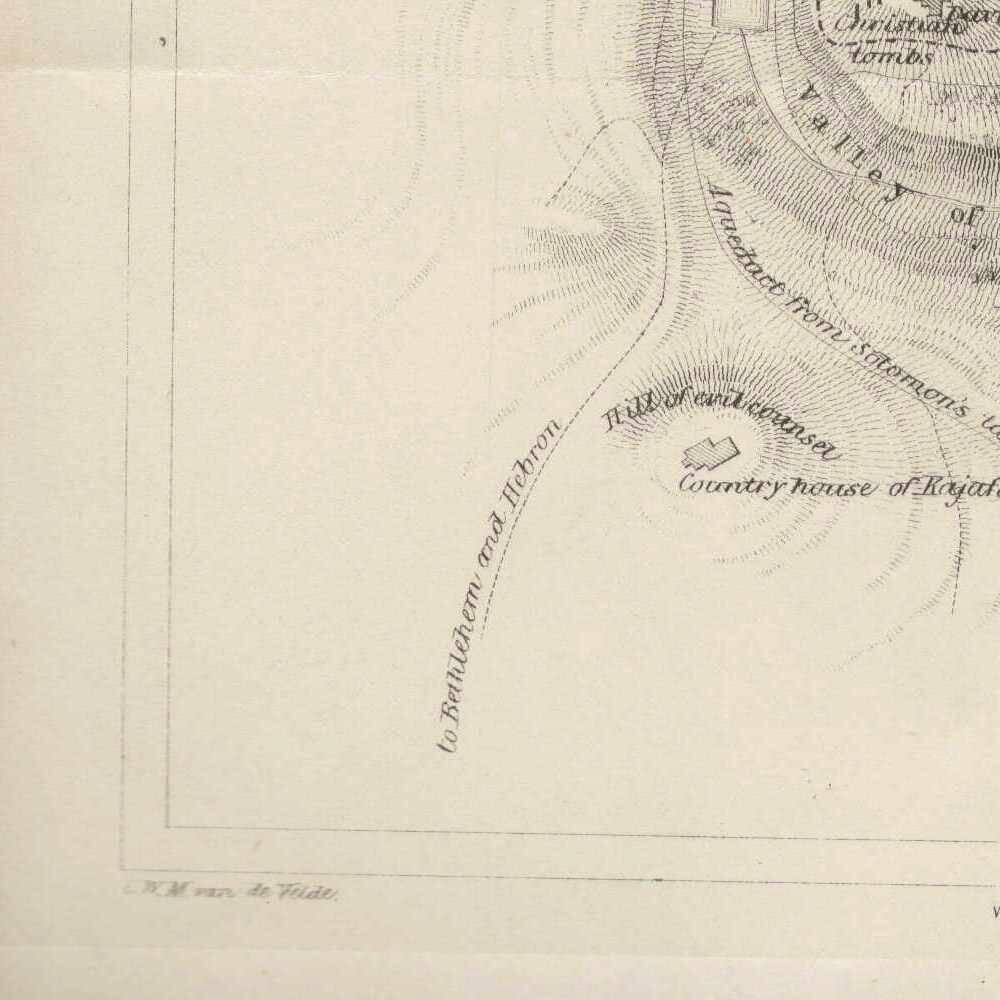 Christian
tombs
Valley of
Aqueduct from Solomon's
Hill of evil counsel
Country house of
to Bethlehem and Hebron
W. M. van de Velde.